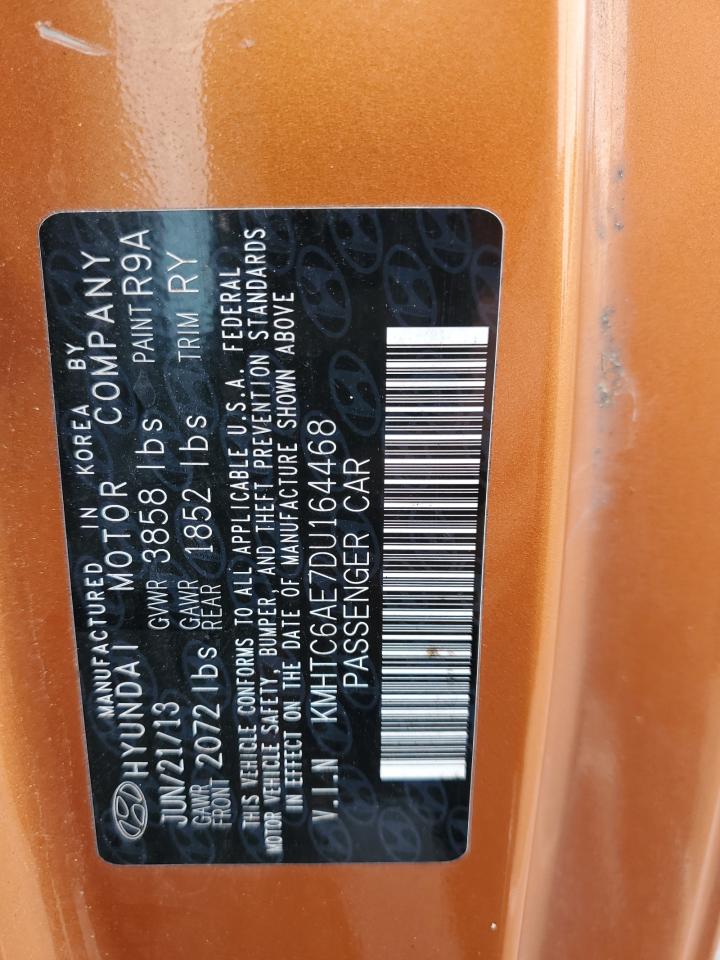 MANUFACTURED IN KOREA BY
HYUNDAI MOTOR COMPANY
JUN/21/13 GVWR 3858 lbs PAINT R9A
GAWR FRONT 2072 lbs GAWR REAR 1852 lbs TRIM RY
THIS VEHICLE CONFORMS TO ALL APPLICABLE U.S.A. FEDERAL
MOTOR VEHICLE SAFETY, BUMPER, AND THEFT PREVENTION STANDARDS
IN EFFECT ON THE DATE OF MANUFACTURE SHOWN ABOVE
V.I.N KMHTC6AE7DU164468
PASSENGER CAR